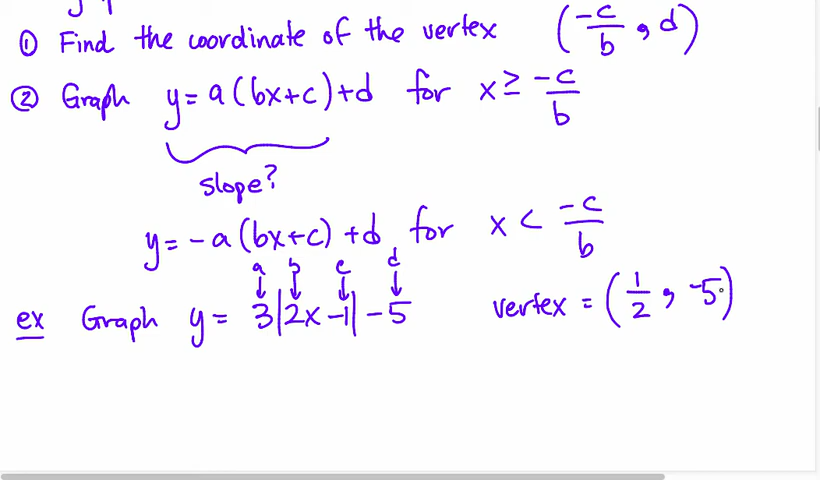 ① Find the coordinate of the vertex (-c/b, d)
② Graph y = a(bx+c)+d for x ≥ -c/b
slope?
y = -a(bx+c)+d for x < -c/b
a b c d
ex Graph y = 3|2x-1|-5 vertex = (1/2, -5)